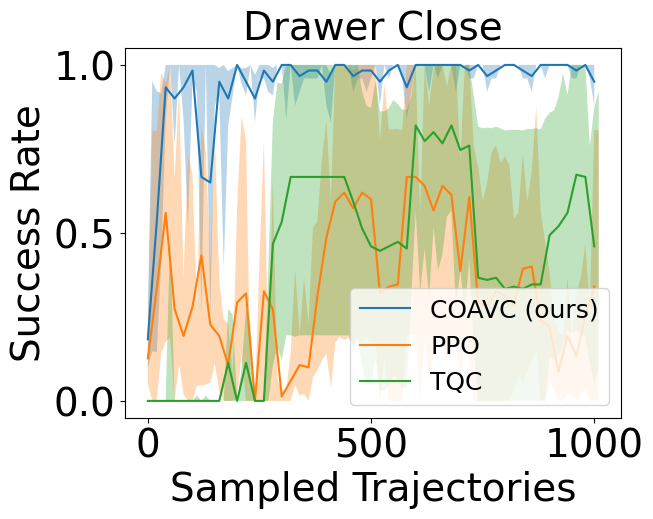 Drawer Close
Success Rate
1.0
0.5
0.0
0
500
1000
Sampled Trajectories
COAVC (ours)
PPO
TQC